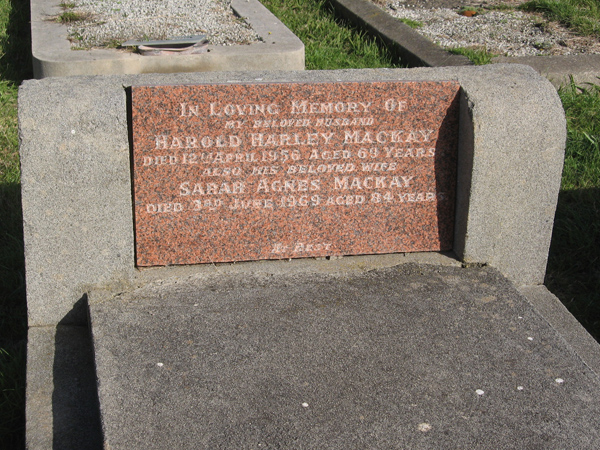 In Loving Memory Of
MY BELOVED HUSBAND
HAROLD HARLEY MACKAY
DIED 12TH APRIL 1956 AGED 69 YEARS
ALSO HIS BELOVED WIFE
SARAH AGNES MACKAY
DIED 3RD JUNE 1969 AGED 84 YEARS
AT REST